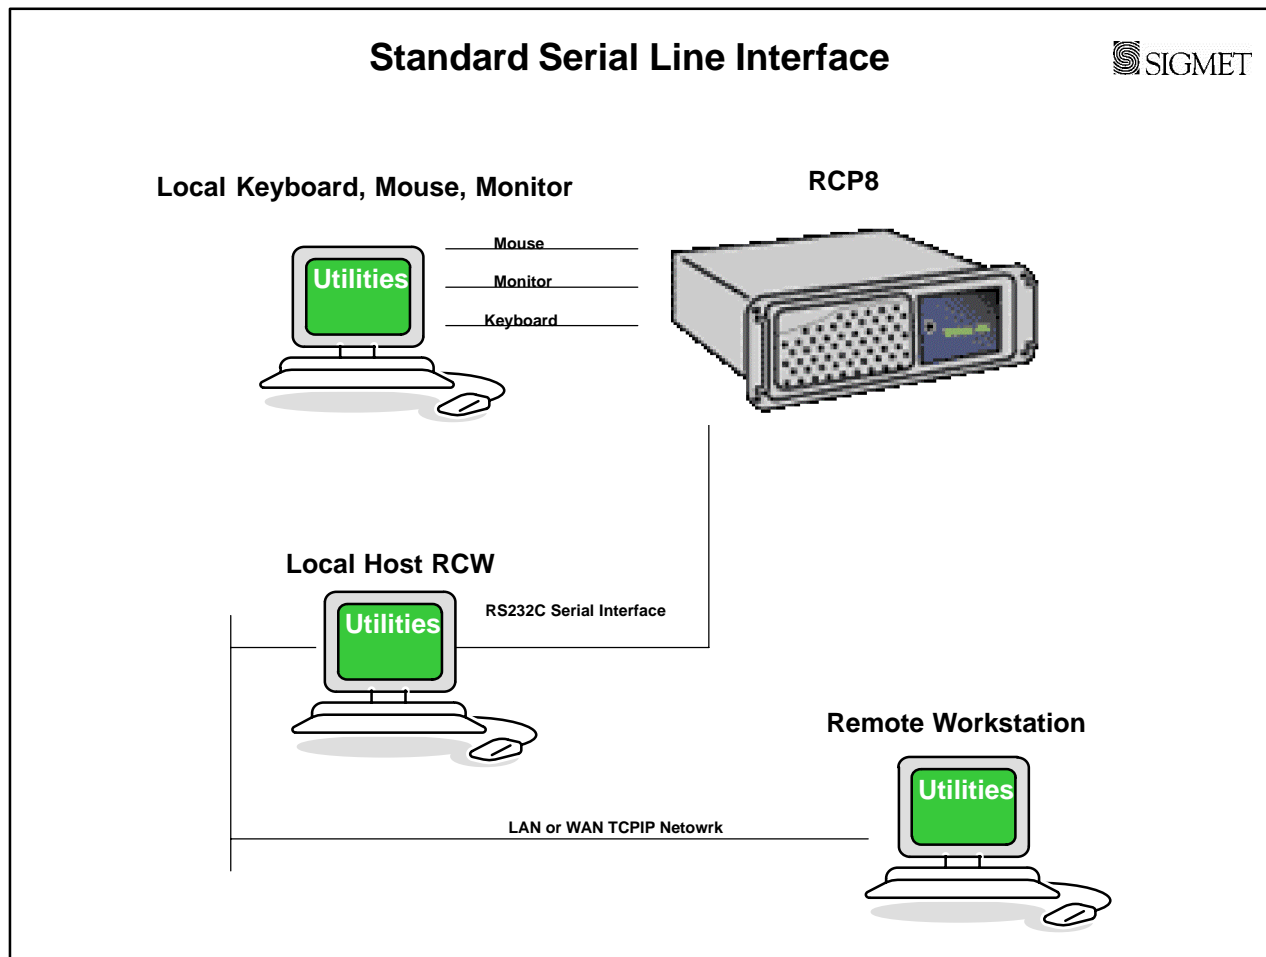 Standard Serial Line Interface
SIGMET
Local Keyboard, Mouse, Monitor
RCP8
Utilities
Mouse
Monitor
Keyboard
Local Host RCW
Utilities
RS232C Serial Interface
Remote Workstation
Utilities
LAN or WAN TCPIP Netowrk